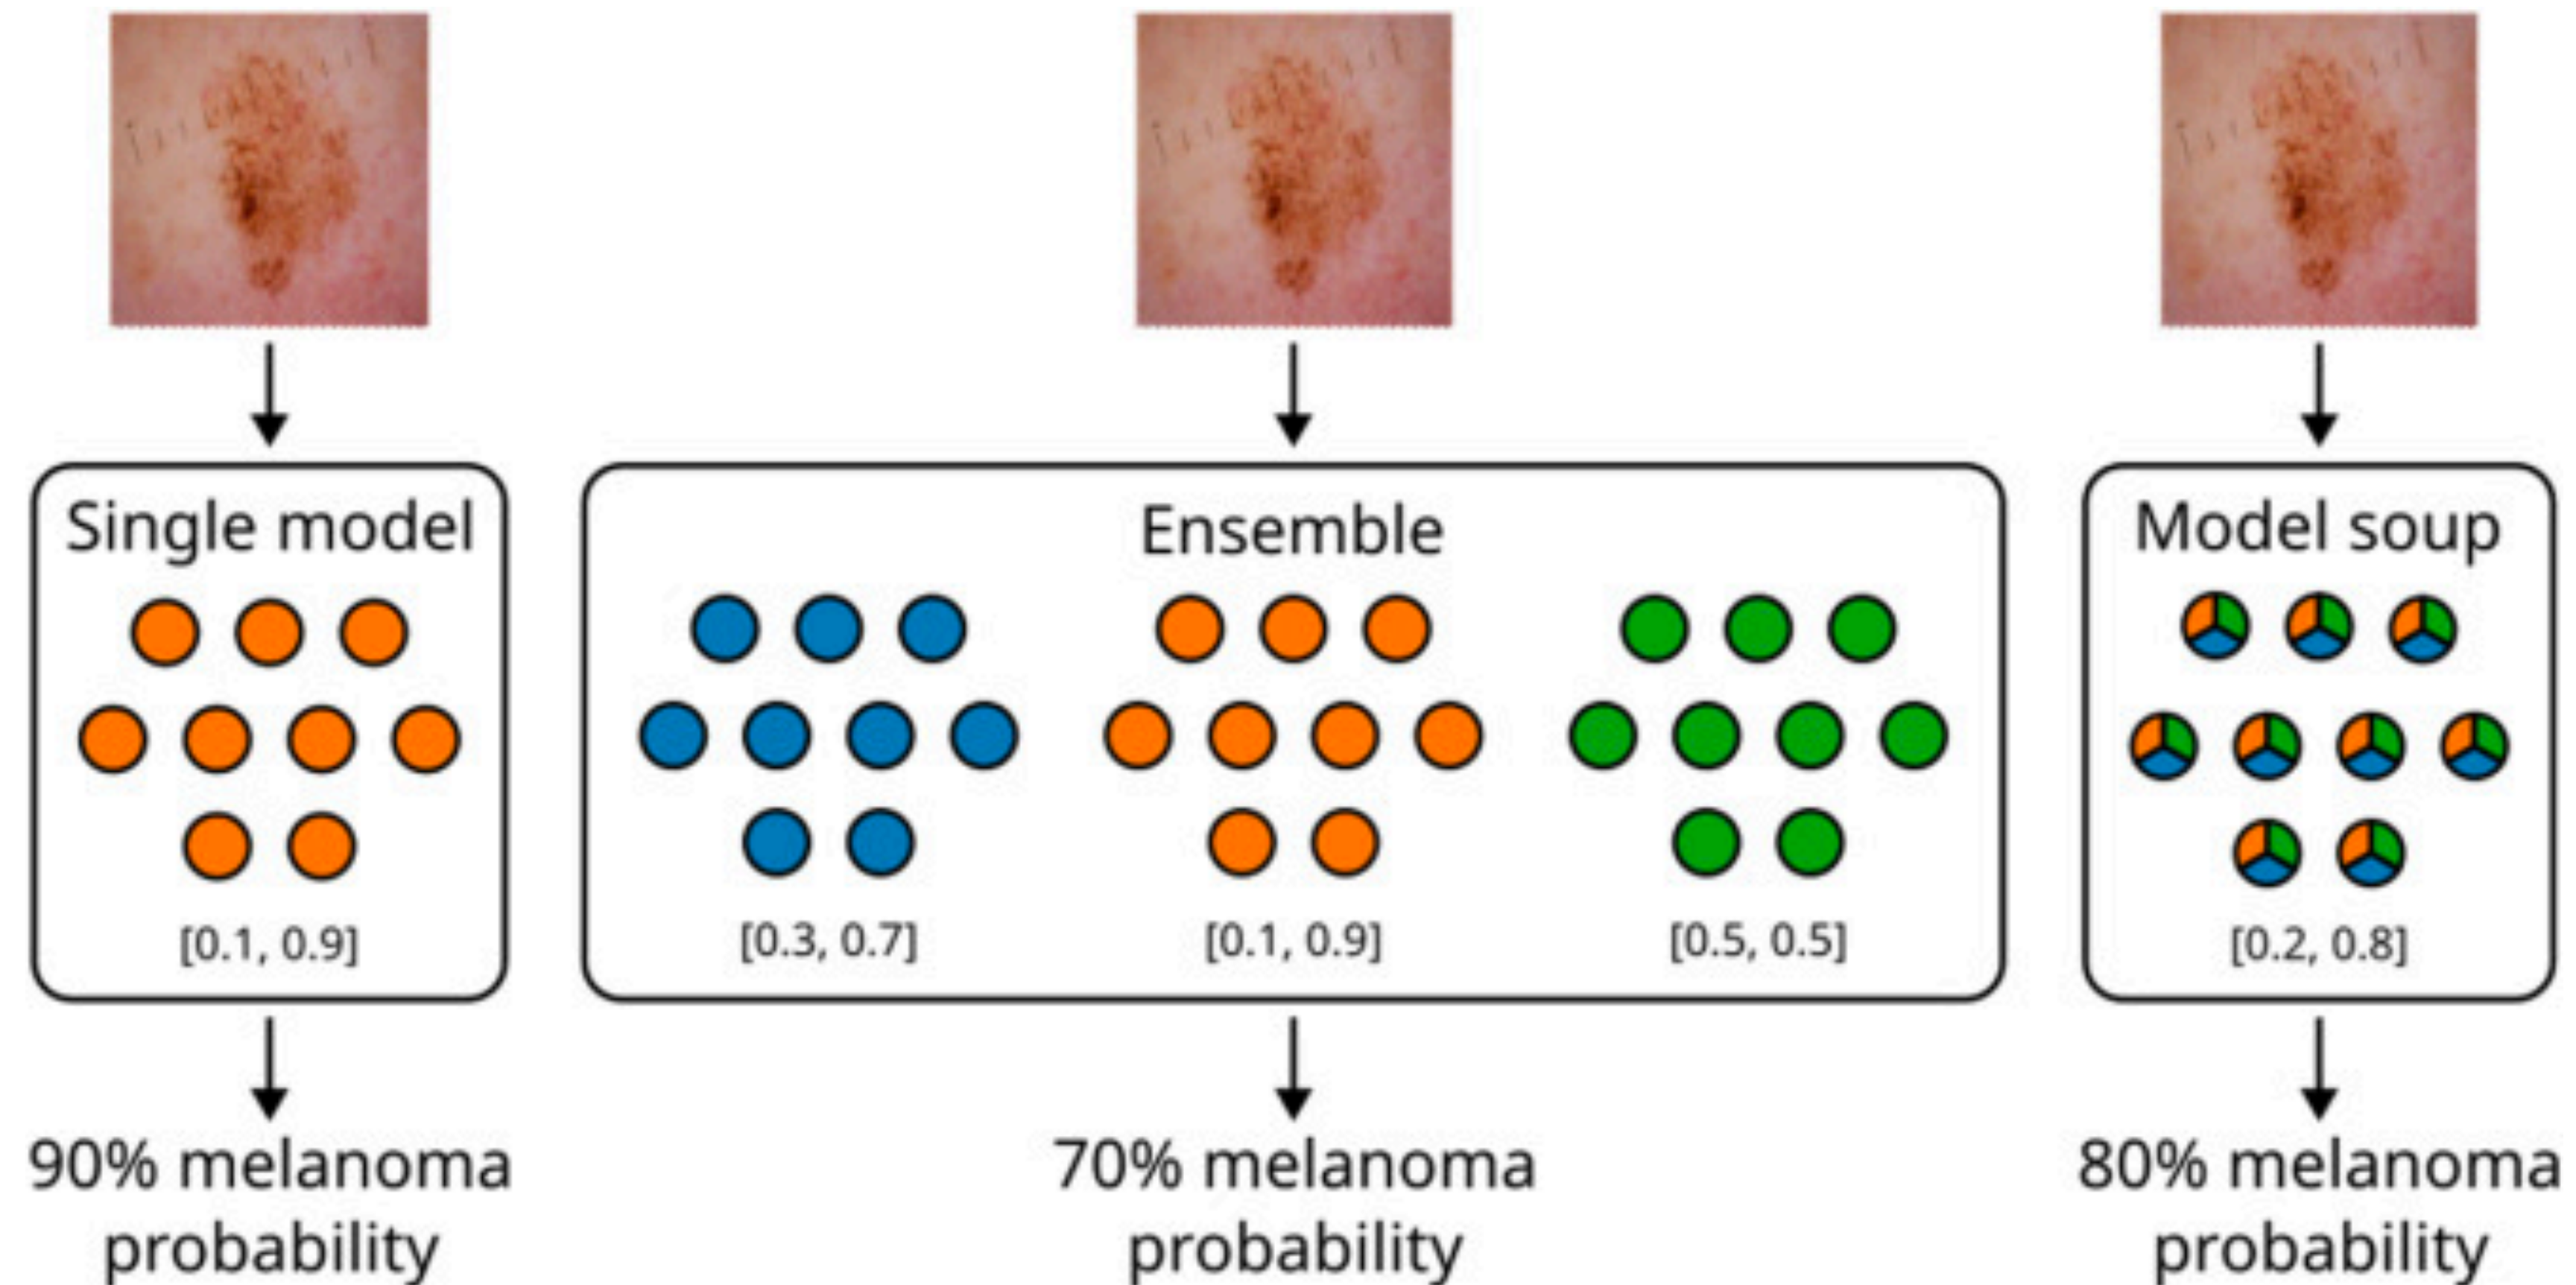 Single model
[0.1, 0.9]
90% melanoma
probability
Ensemble
[0.3, 0.7]
[0.1, 0.9]
[0.5, 0.5]
70% melanoma
probability
Model soup
[0.2, 0.8]
80% melanoma
probability